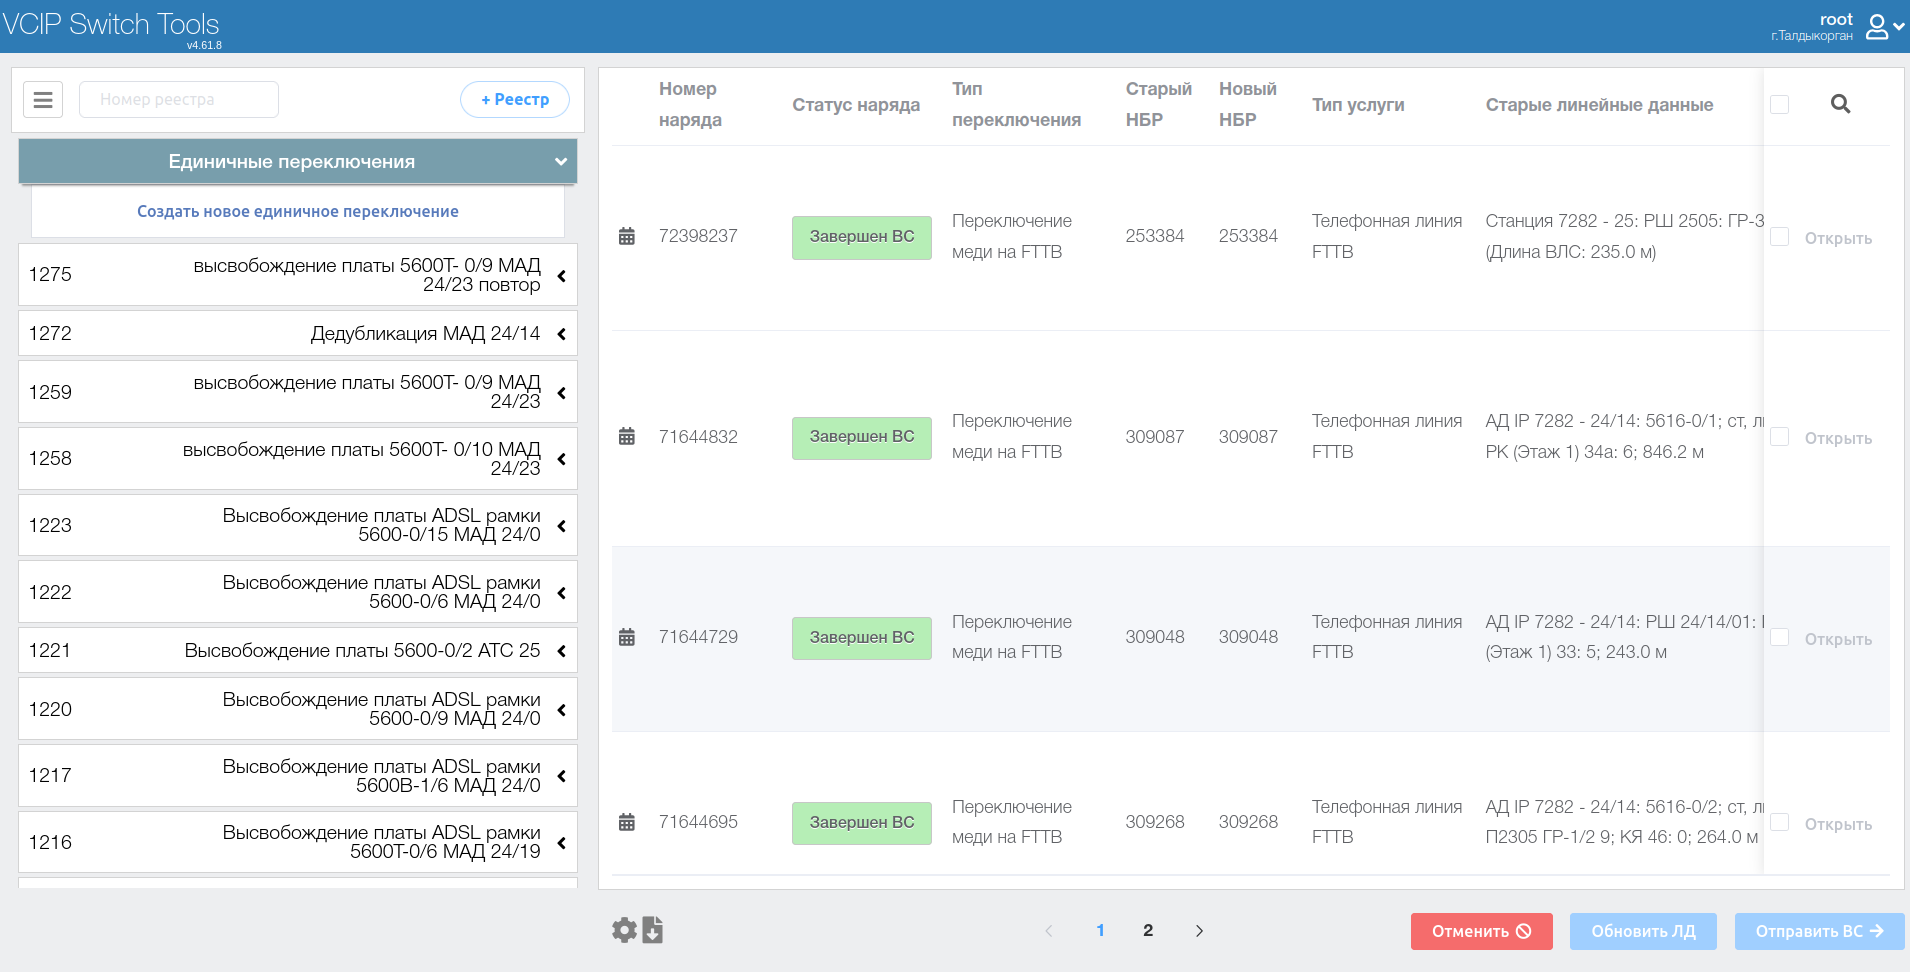 VCIP Switch Tools
v4.61.8
root
г.Талдыкорган
Номер реестра
+ Реестр
Единичные переключения
Создать новое единичное переключение
1275
высвобождение платы 5600T- 0/9 МАД
24/23 повтор
1272
Дедубликация МАД 24/14
1259
высвобождение платы 5600T- 0/9 МАД
24/23
1258
высвобождение платы 5600T- 0/10 МАД
24/23
1223
Высвобождение платы ADSL рамки
5600-0/15 МАД 24/0
1222
Высвобождение платы ADSL рамки
5600-0/6 МАД 24/0
1221
Высвобождение платы 5600-0/2 АТС 25
1220
Высвобождение платы ADSL рамки
5600-0/9 МАД 24/0
1217
Высвобождение платы ADSL рамки
5600B-1/6 МАД 24/0
1216
Высвобождение платы ADSL рамки
5600T-0/6 МАД 24/19
Номер
наряда
Статус наряда
Тип
переключения
Старый
НБР
Новый
НБР
Тип услуги
Старые линейные данные
72398237
Завершен ВС
Переключение
меди на FTTB
253384
253384
Телефонная линия
FTTB
Станция 7282 - 25: РШ 2505: ГР-3
(Длина ВЛС: 235.0 м)
Открыть
71644832
Завершен ВС
Переключение
меди на FTTB
309087
309087
Телефонная линия
FTTB
АД IP 7282 - 24/14: 5616-0/1; ст,
РК (Этаж 1) 34а: 6; 846.2 м
Открыть
71644729
Завершен ВС
Переключение
меди на FTTB
309048
309048
Телефонная линия
FTTB
АД IP 7282 - 24/14: РШ 24/14/01:
(Этаж 1) 33: 5; 243.0 м
Открыть
71644695
Завершен ВС
Переключение
меди на FTTB
309268
309268
Телефонная линия
FTTB
АД IP 7282 - 24/14: 5616-0/2; ст,
П2305 ГР-1/2 9; КЯ 46: 0; 264.0 м
Открыть
1
2
Отменить
Обновить ЛД
Отправить ВС